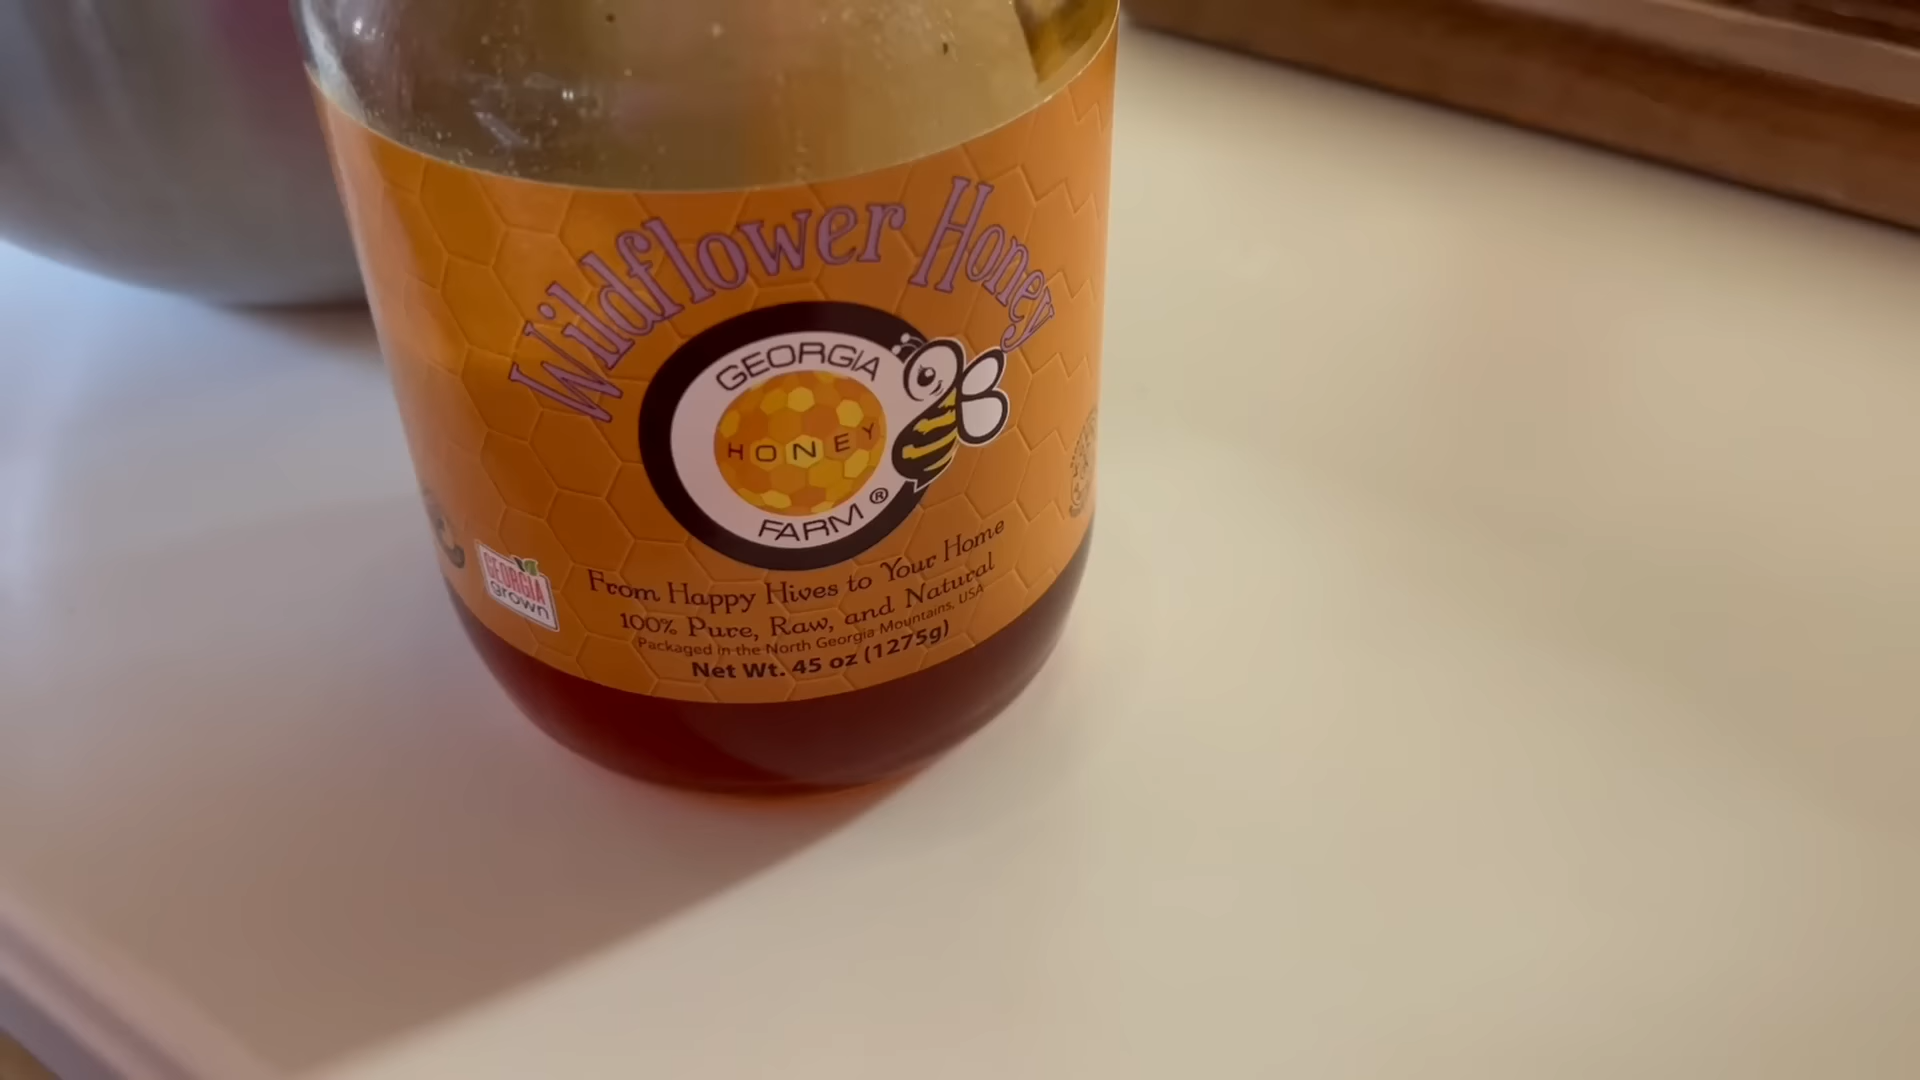 Wildflower Honey
GEORGIA
HONEY
FARM ®
GEORGIA
grown
From Happy Hives to Your Home
100% Pure, Raw, and Natural
Packaged in the North Georgia Mountains, USA
Net Wt. 45 oz (1275g)